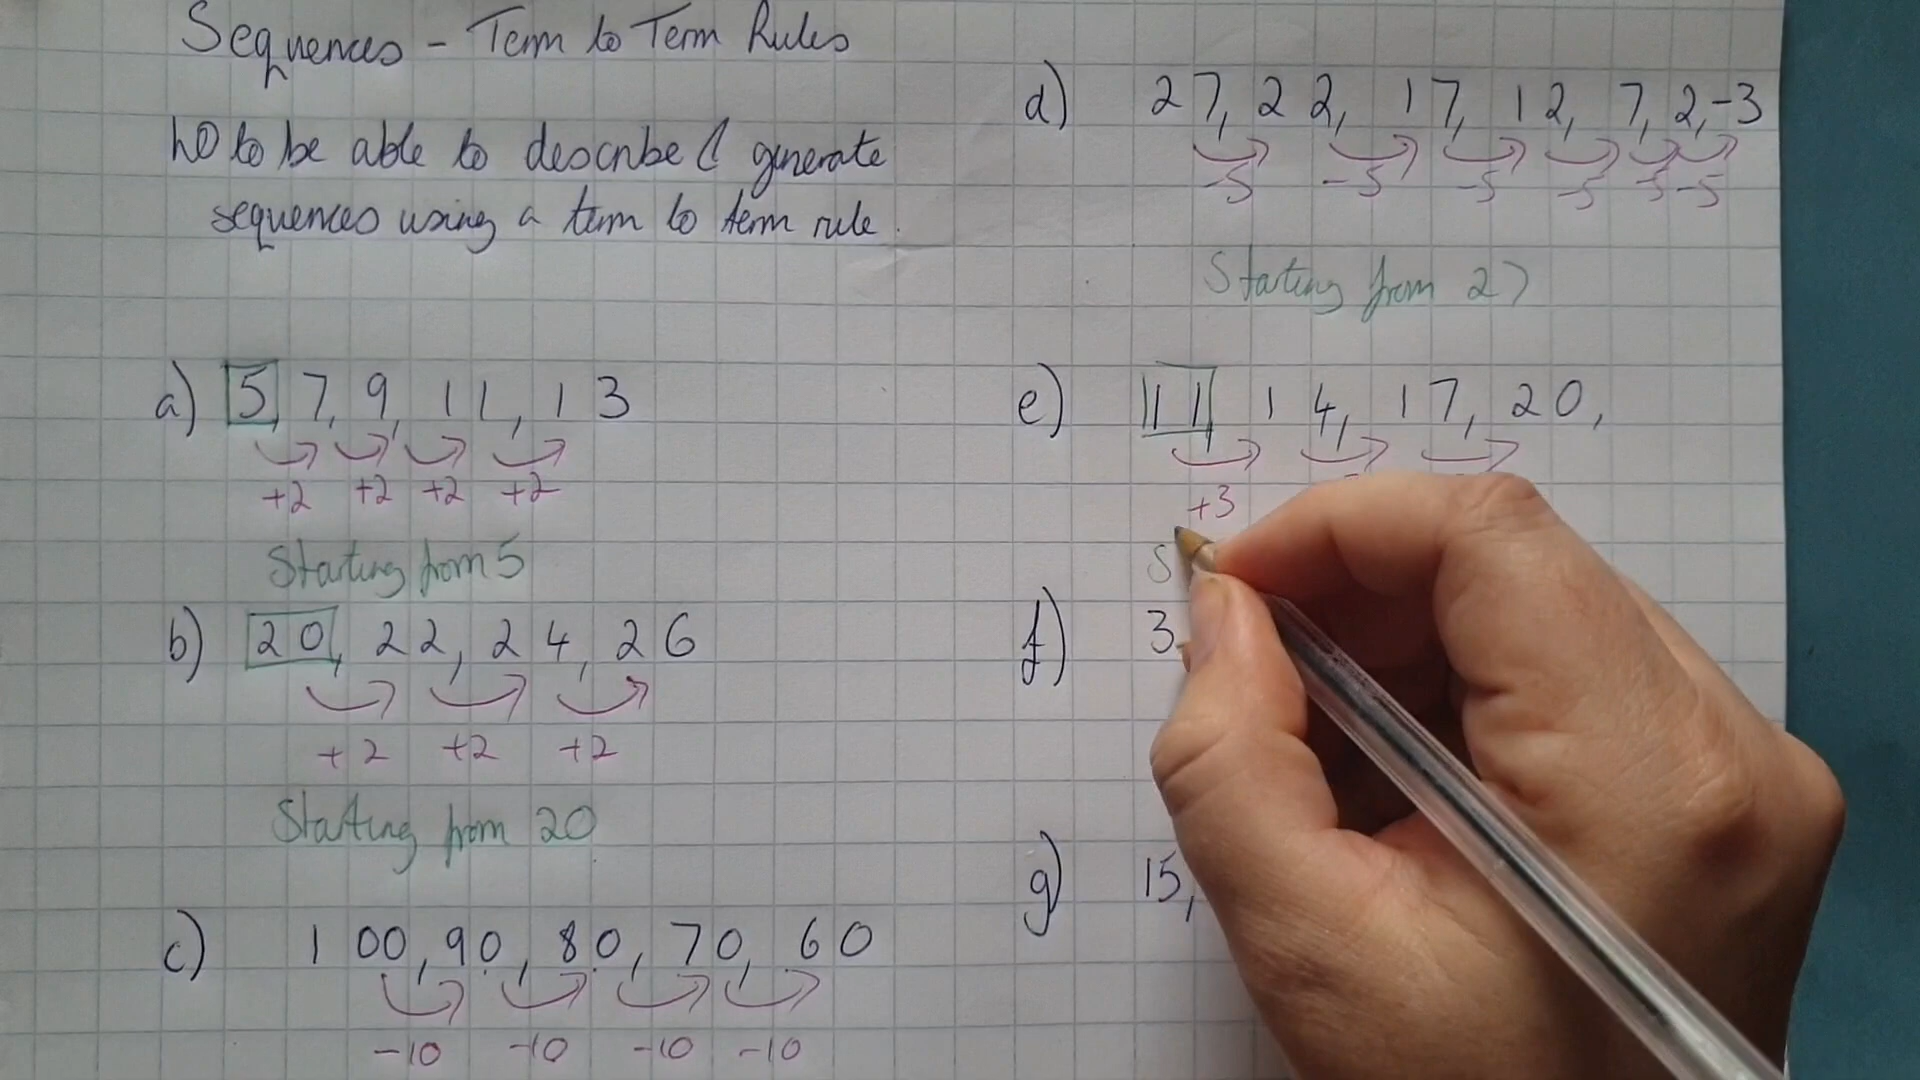 Sequences - Term to Term Rules
LO to be able to describe & generate
sequences using a term to term rule.
a) 5, 7, 9, 11, 13
+2 +2 +2 +2
Starting from 5
b) 20, 22, 24, 26
+2 +2 +2
Starting from 20
c) 100, 90, 80, 70, 60
-10 -10 -10 -10
d) 27, 22, 17, 12, 7, 2, -3
-5 -5 -5 -5 -5 -5
Starting from 27
e) 11, 14, 17, 20,
+3
S
f) 3
g) 15,